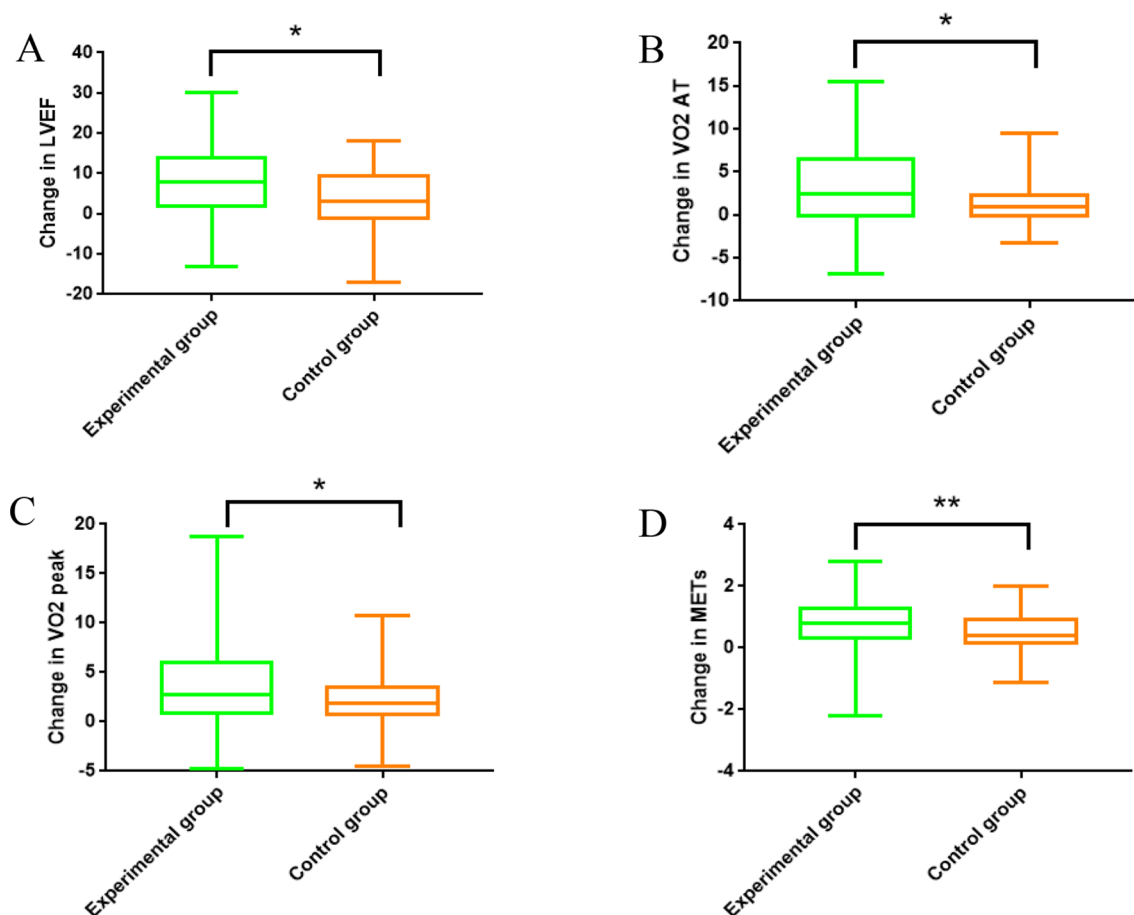 A
Change in LVEF
40
30
20
10
0
-10
-20
*
Experimental group
Control group
B
Change in VO2 AT
20
15
10
5
0
-5
-10
*
Experimental group
Control group
C
Change in VO2 peak
20
15
10
5
0
-5
*
Experimental group
Control group
D
Change in METs
4
2
0
-2
-4
**
Experimental group
Control group